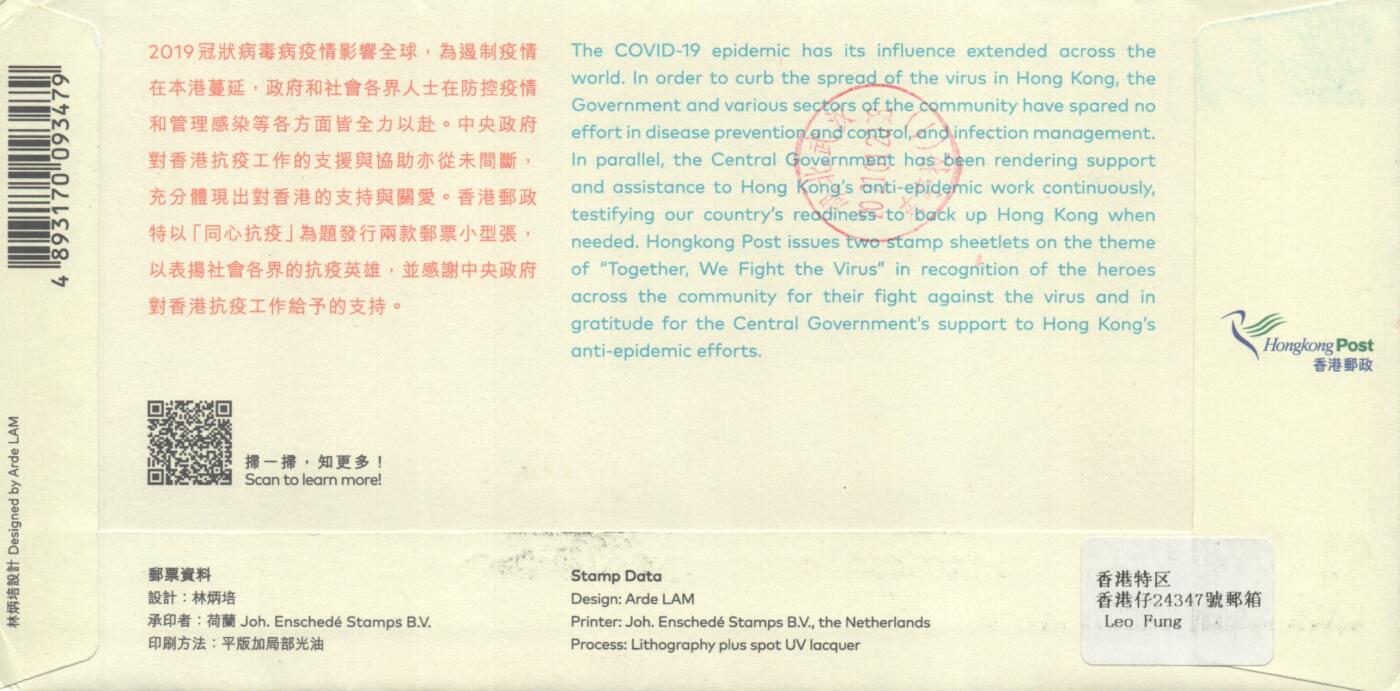 2019冠狀病毒病疫情影響全球，為遏制疫情
在本港蔓延，政府和社會各界人士在防控疫情
和管理感染等各方面皆全力以赴。中央政府
對香港抗疫工作的支援與協助亦從未間斷，
充分體現出對香港的支持與關愛。香港郵政
特以「同心抗疫」為題發行兩款郵票小型張，
以表揚社會各界的抗疫英雄，並感謝中央政府
對香港抗疫工作給予的支持。
The COVID-19 epidemic has its influence extended across the
world. In order to curb the spread of the virus in Hong Kong, the
Government and various sectors of the community have spared no
effort in disease prevention and control, and infection management.
In parallel, the Central Government has been rendering support
and assistance to Hong Kong’s anti-epidemic work continuously,
testifying our country’s readiness to back up Hong Kong when
needed. Hongkong Post issues two stamp sheetlets on the theme
of “Together, We Fight the Virus” in recognition of the heroes
across the community for their fight against the virus and in
gratitude for the Central Government’s support to Hong Kong’s
anti-epidemic efforts.
4 893170 093479
林炳培設計 Designed by Arde LAM
掃一掃，知更多！
Scan to learn more!
Hongkong Post
香港郵政
郵票資料
設計：林炳培
承印者：荷蘭 Joh. Enschedé Stamps B.V.
印刷方法：平版加局部光油
Stamp Data
Design: Arde LAM
Printer: Joh. Enschedé Stamps B.V., the Netherlands
Process: Lithography plus spot UV lacquer
香港特区
香港仔24347號郵箱
Leo Fung